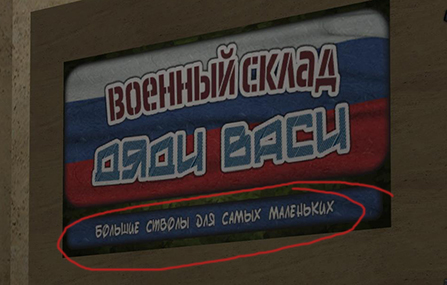 ВОЕННЫЙ СКЛАД
ДЯДИ ВАСИ
БОЛЬШИЕ СТВОЛЫ ДЛЯ САМЫХ МАЛЕНЬКИХ